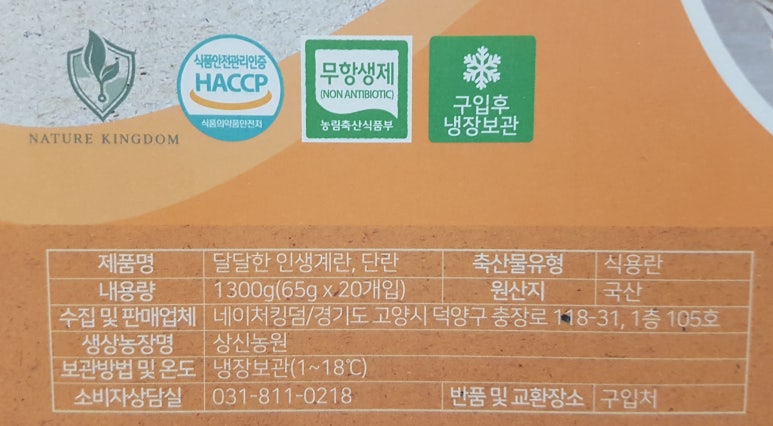 NATURE KINGDOM
식품안전관리인증
HACCP
식품의약품안전처
무항생제
(NON ANTIBIOTIC)
농림축산식품부
구입후
냉장보관
제품명 달달한 인생계란, 단란 축산물유형 식용란
내용량 1300g(65g x 20개입) 원산지 국산
수집 및 판매업체 네이처킹덤/경기도 고양시 덕양구 충장로 118-31, 1층 105호
생상농장명 상신농원
보관방법 및 온도 냉장보관(1~18℃)
소비자상담실 031-811-0218 반품 및 교환장소 구입처